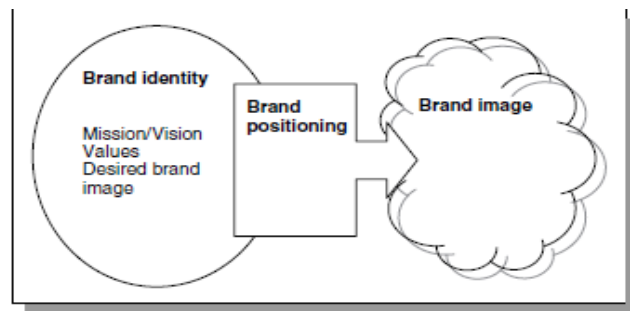 Brand identity
Mission/Vision
Values
Desired brand
image
Brand
positioning
Brand image